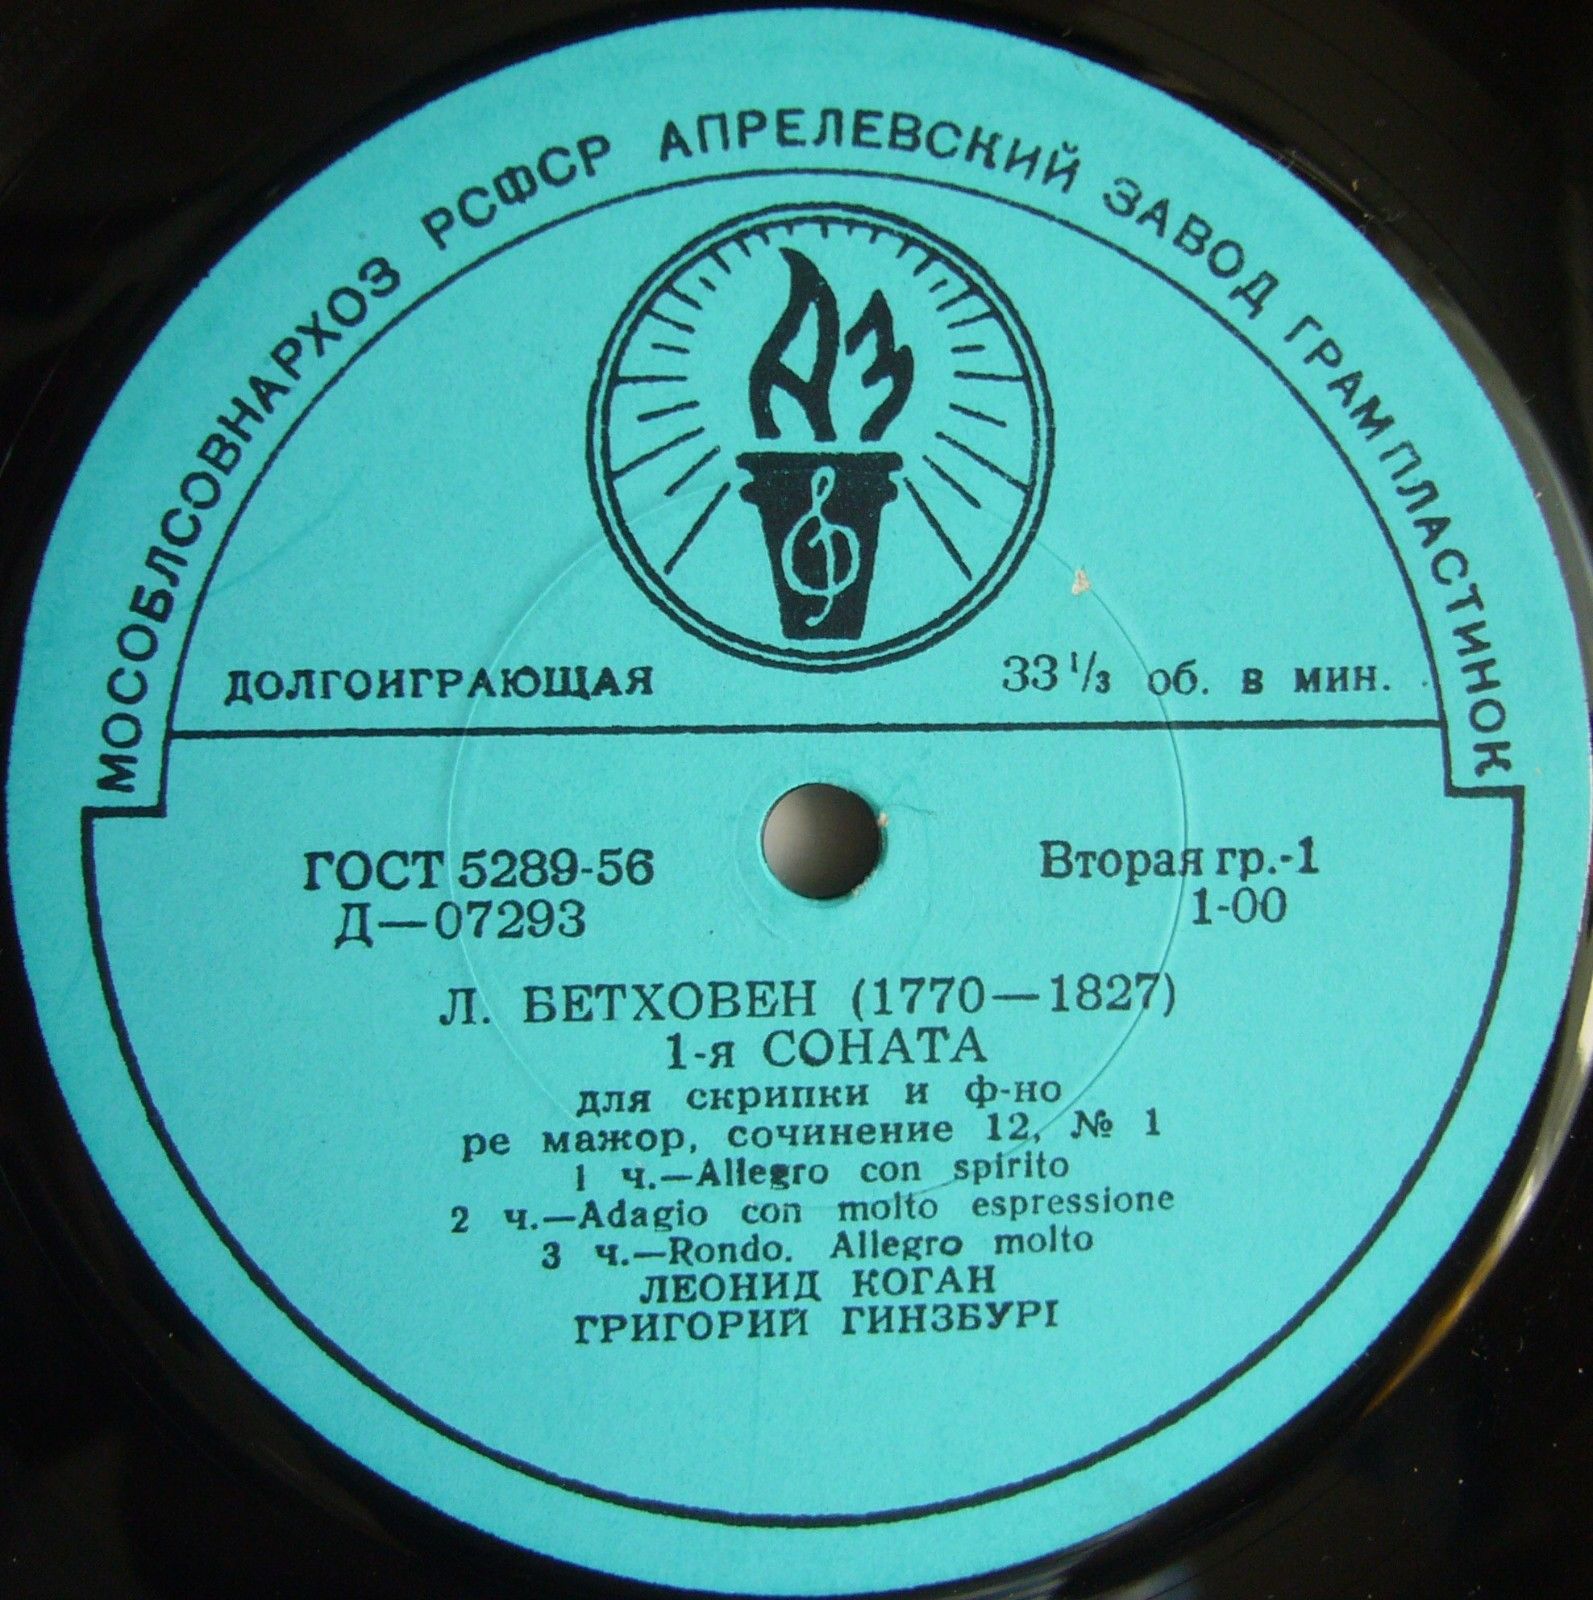 МОСОБЛСОВНАРХОЗ РСФСР АПРЕЛЕВСКИЙ ЗАВОД ГРАМПЛАСТИНОК
АЗ
ДОЛГОИГРАЮЩАЯ 33 1/3 об. в мин.
ГОСТ 5289-56 Вторая гр.-1
Д—07293 1-00
Л. БЕТХОВЕН (1770—1827)
1-я СОНАТА
для скрипки и ф-но
ре мажор, сочинение 12, № 1
1 ч.—Allegro con spirito
2 ч.—Adagio con molto espressione
3 ч.—Rondo. Allegro molto
ЛЕОНИД КОГАН
ГРИГОРИЙ ГИНЗБУРГ